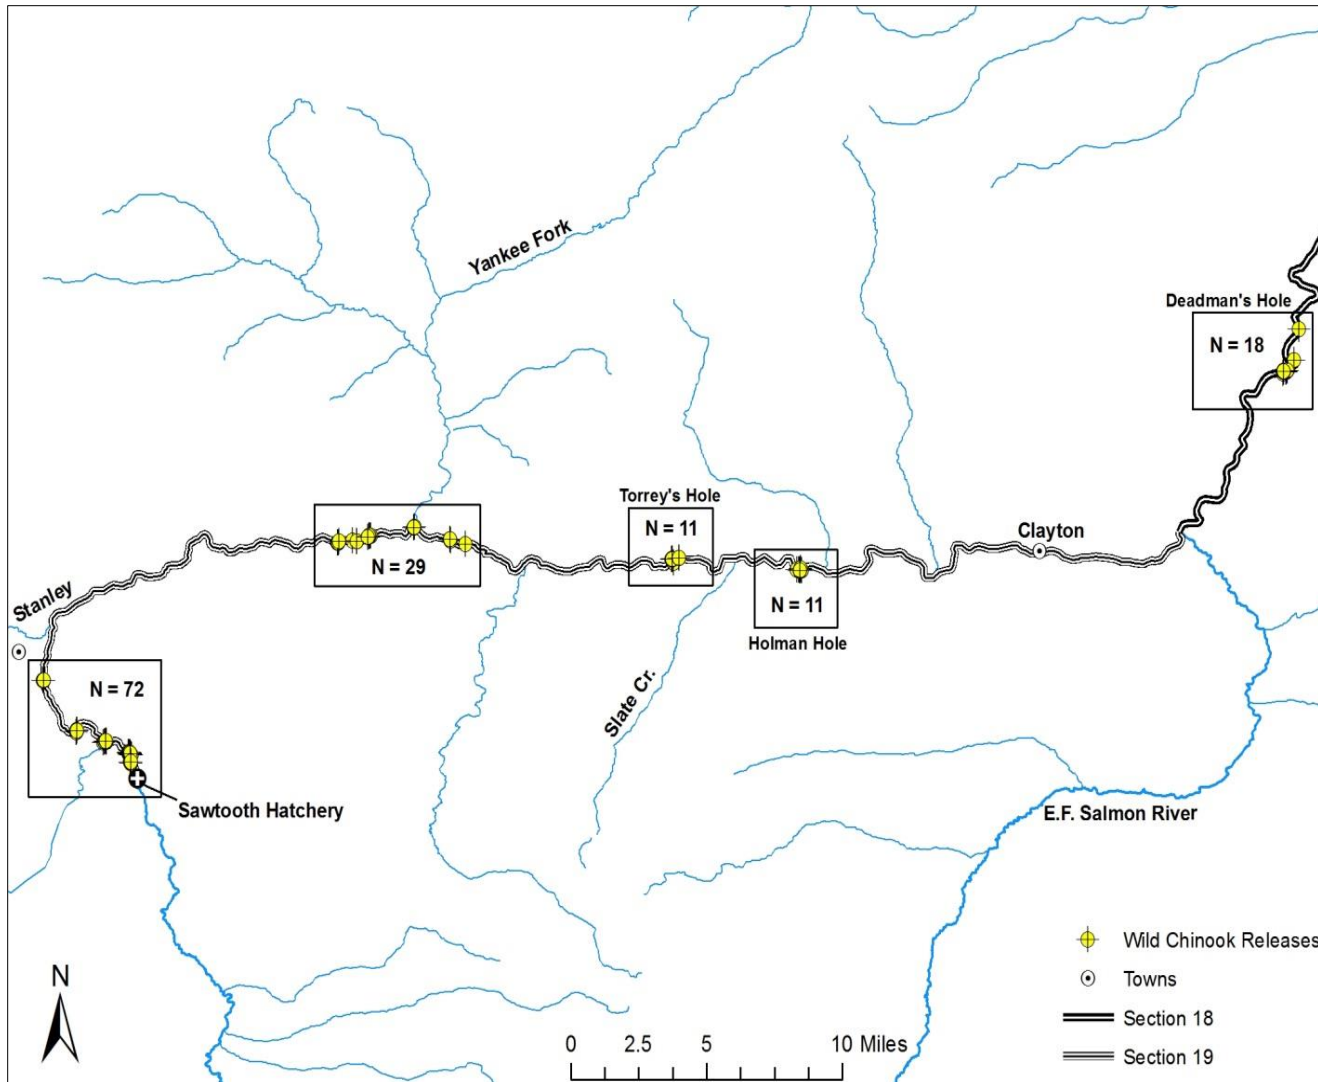 Yankee Fork
Deadman's Hole
N = 18
Torrey's Hole
N = 11
Clayton
N = 29
Stanley
N = 11
Holman Hole
N = 72
Slate Cr.
Sawtooth Hatchery
E.F. Salmon River
Wild Chinook Releases
Towns
Section 18
Section 19
N
0 2.5 5 10 Miles